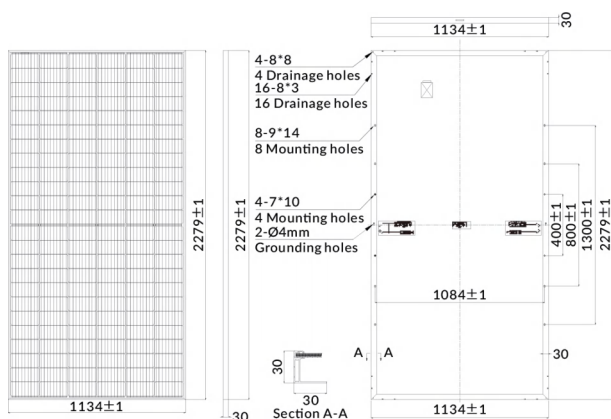 30
1134±1
4-8*8
4 Drainage holes
16-8*3
16 Drainage holes
8-9*14
8 Mounting holes
4-7*10
4 Mounting holes
2-Ø4mm
Grounding holes
2279±1
2279±1
400±1
800±1
1300±1
2279±1
1084±1
A A
30
30
30
Section A-A
1134±1
30
1134±1